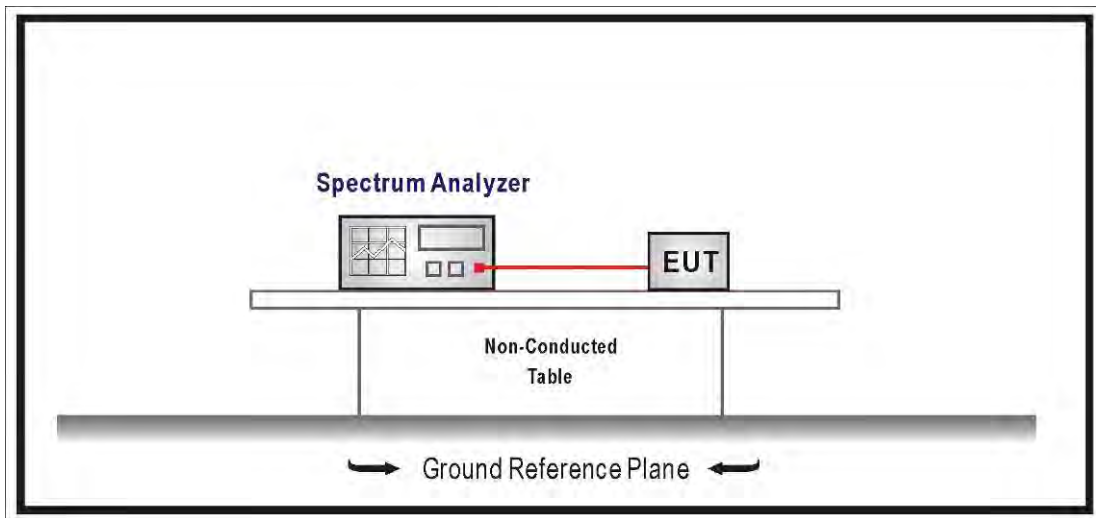 Spectrum Analyzer
EUT
Non-Conducted
Table
Ground Reference Plane